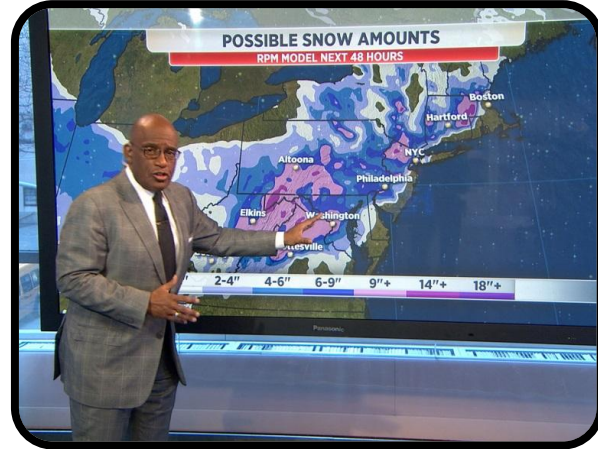 POSSIBLE SNOW AMOUNTS
RPM MODEL NEXT 48 HOURS
Boston
Hartford
NYC
Altoona
Philadelphia
Elkins
Washington
ttesville
2-4" 4-6" 6-9" 9"+ 14"+ 18"+
Panasonic